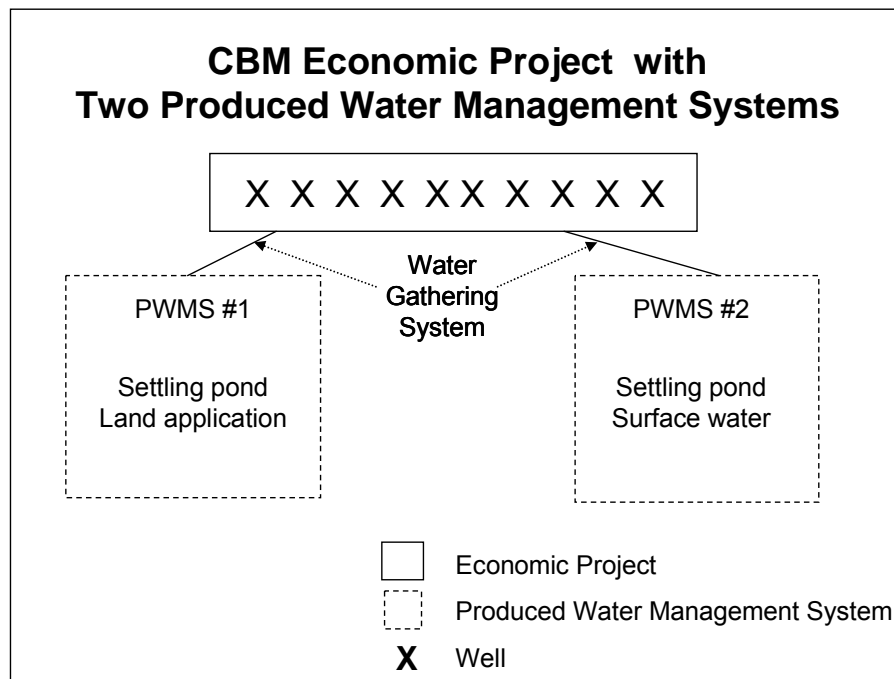 CBM Economic Project with
Two Produced Water Management Systems
X X X X X X X X X X
Water
Gathering
System
PWMS #1
Settling pond
Land application
PWMS #2
Settling pond
Surface water
Economic Project
Produced Water Management System
X Well